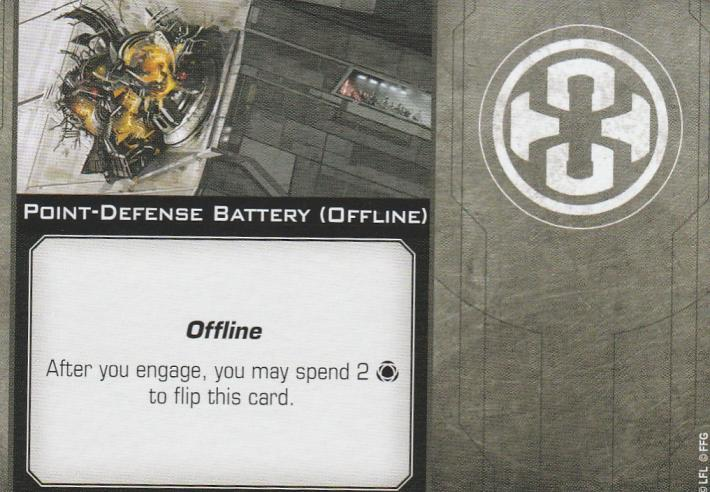 POINT-DEFENSE BATTERY (OFFLINE)
Offline
After you engage, you may spend 2
to flip this card.
© LFL © FFG